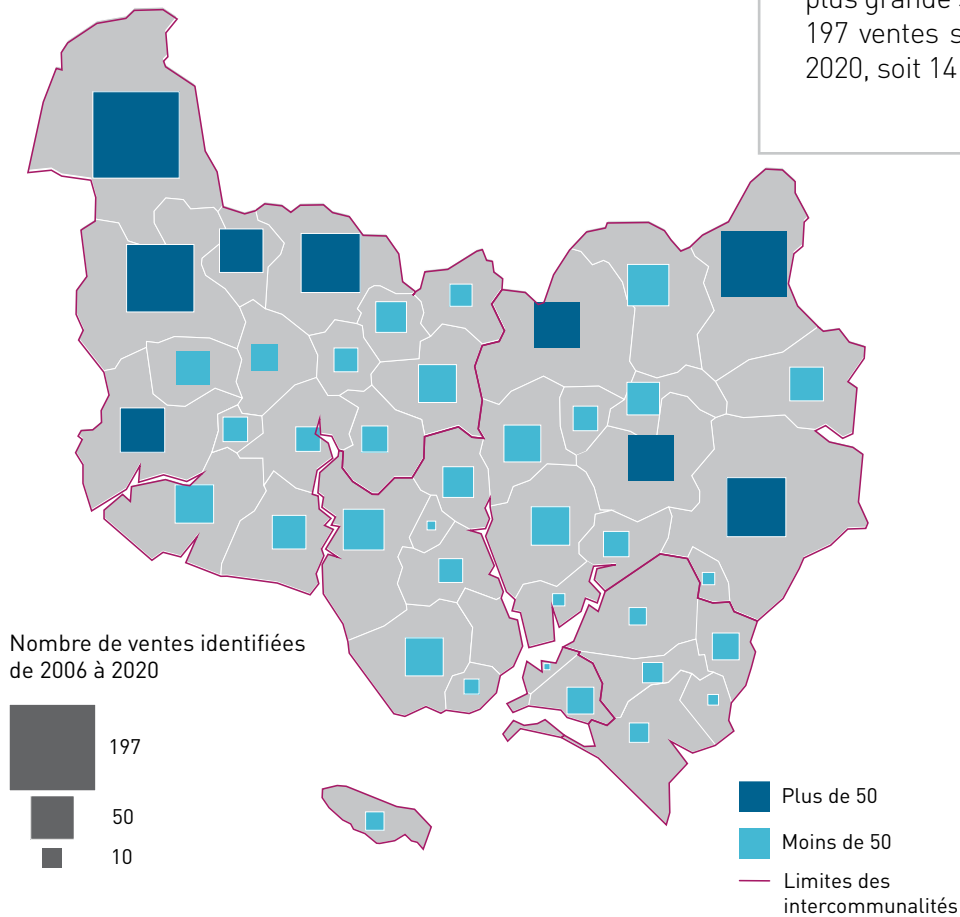 197 ventes s
2020, soit 14
Nombre de ventes identifiées
de 2006 à 2020
197
50
10
Plus de 50
Moins de 50
Limites des
intercommunalités